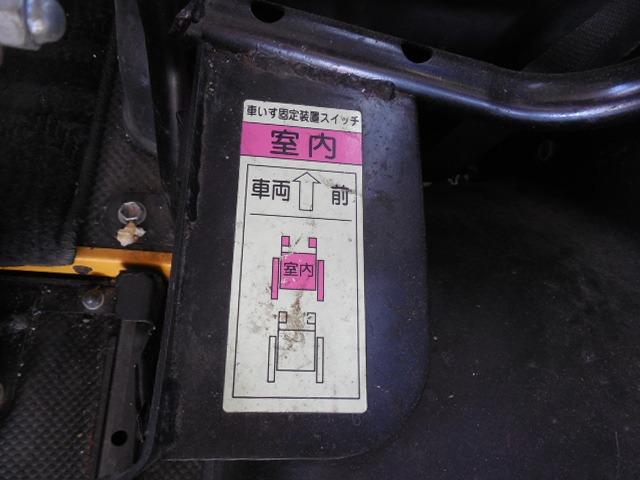 車いす固定装置スイッチ
室内
車両 前
室内